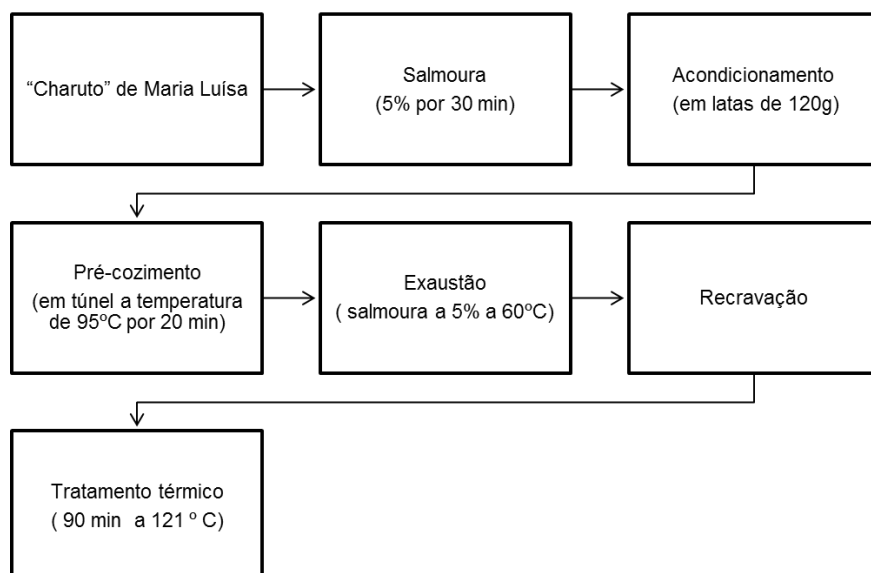 “Charuto” de Maria Luísa
Salmoura
(5% por 30 min)
Acondicionamento
(em latas de 120g)
Pré-cozimento
(em túnel a temperatura
de 95ºC por 20 min)
Exaustão
( salmoura a 5% a 60ºC)
Recravação
Tratamento térmico
( 90 min a 121 º C)